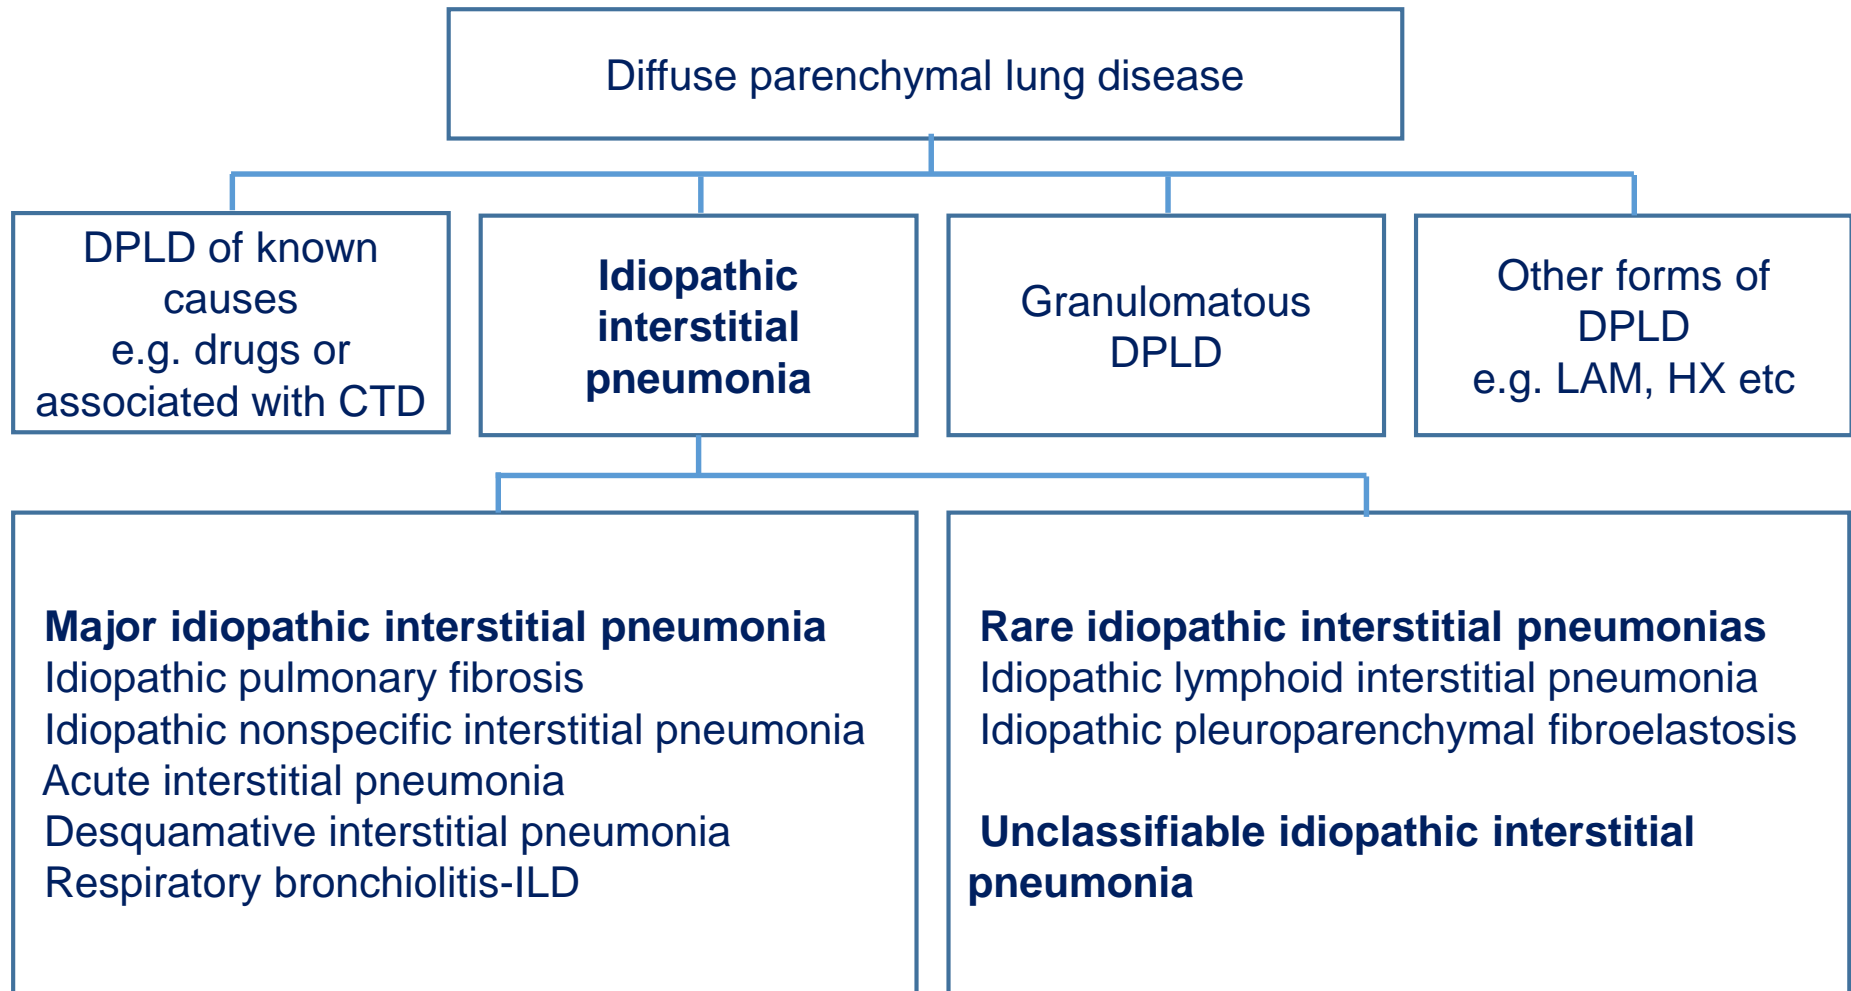 Diffuse parenchymal lung disease
DPLD of known
causes
e.g. drugs or
associated with CTD
Idiopathic
interstitial
pneumonia
Granulomatous
DPLD
Other forms of
DPLD
e.g. LAM, HX etc
Major idiopathic interstitial pneumonia
Idiopathic pulmonary fibrosis
Idiopathic nonspecific interstitial pneumonia
Acute interstitial pneumonia
Desquamative interstitial pneumonia
Respiratory bronchiolitis-ILD
Rare idiopathic interstitial pneumonias
Idiopathic lymphoid interstitial pneumonia
Idiopathic pleuroparenchymal fibroelastosis
Unclassifiable idiopathic interstitial
pneumonia